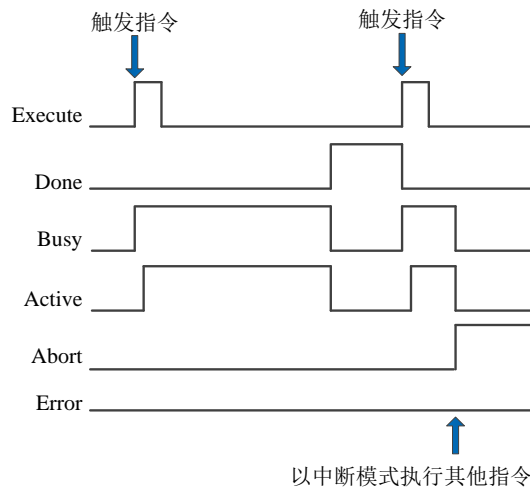 触发指令
触发指令
Execute
Done
Busy
Active
Abort
Error
以中断模式执行其他指令